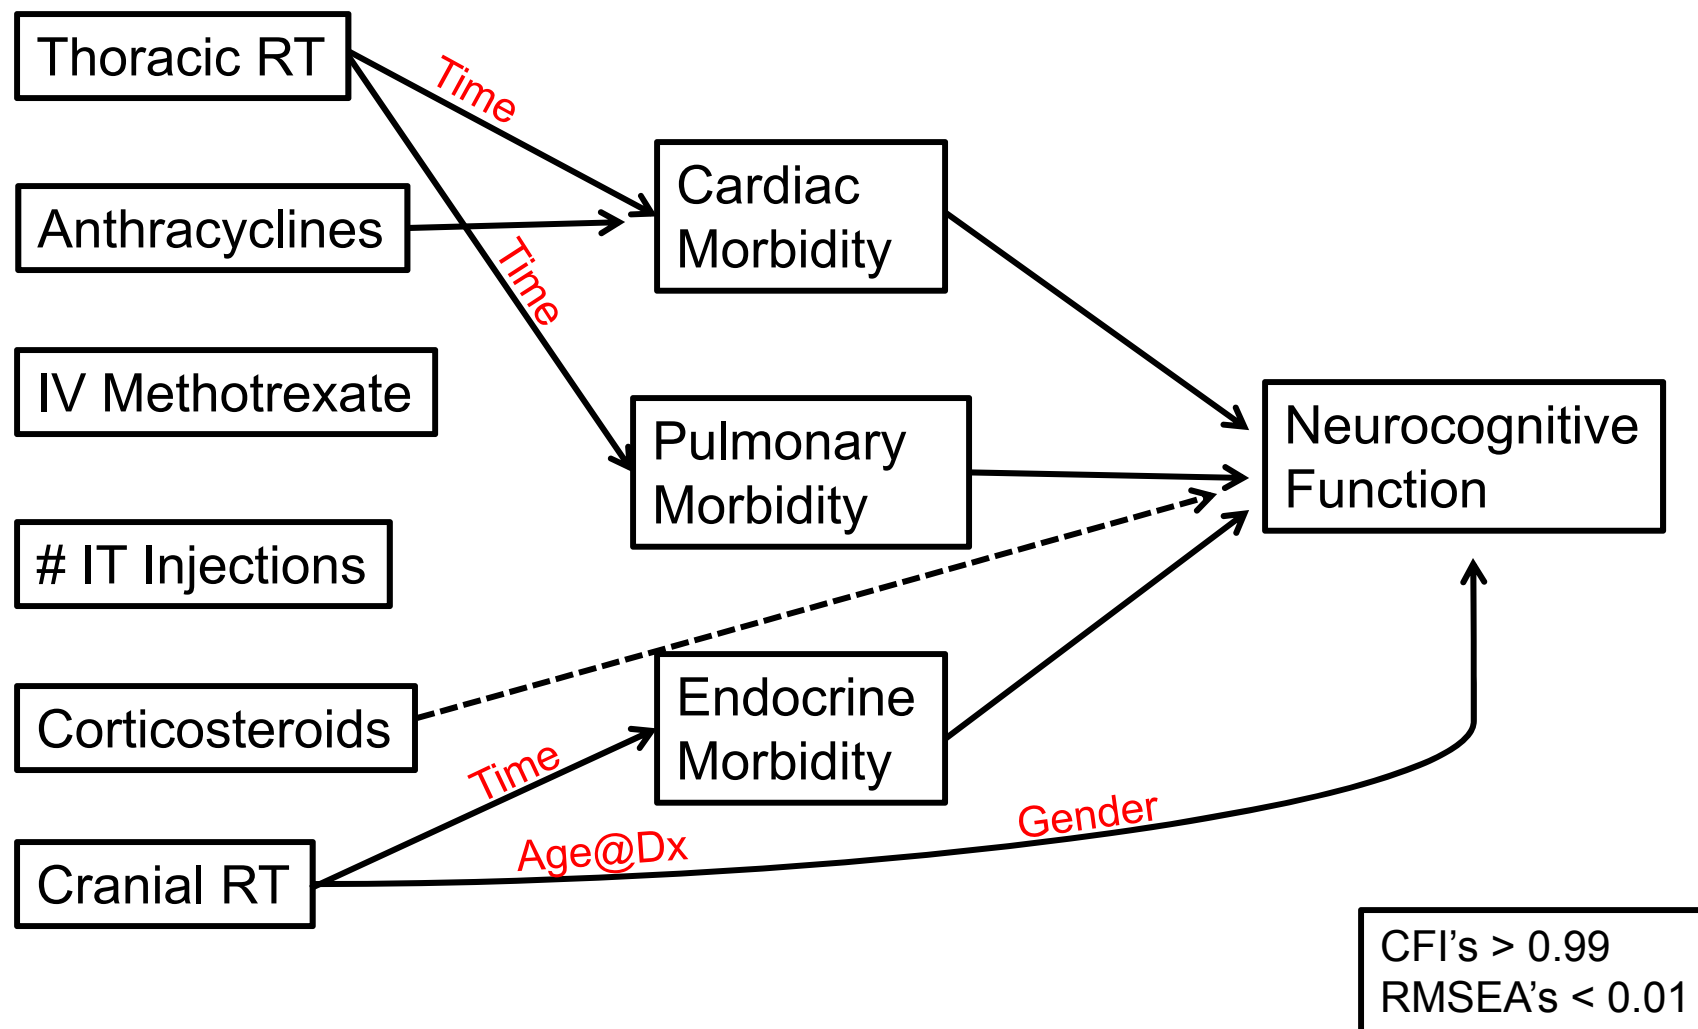 Thoracic RT
Time
Cardiac
Morbidity
Anthracyclines
Time
IV Methotrexate
Pulmonary
Morbidity
Neurocognitive
Function
# IT Injections
Corticosteroids
Endocrine
Morbidity
Time
Gender
Age@Dx
Cranial RT
CFI's > 0.99
RMSEA's < 0.01